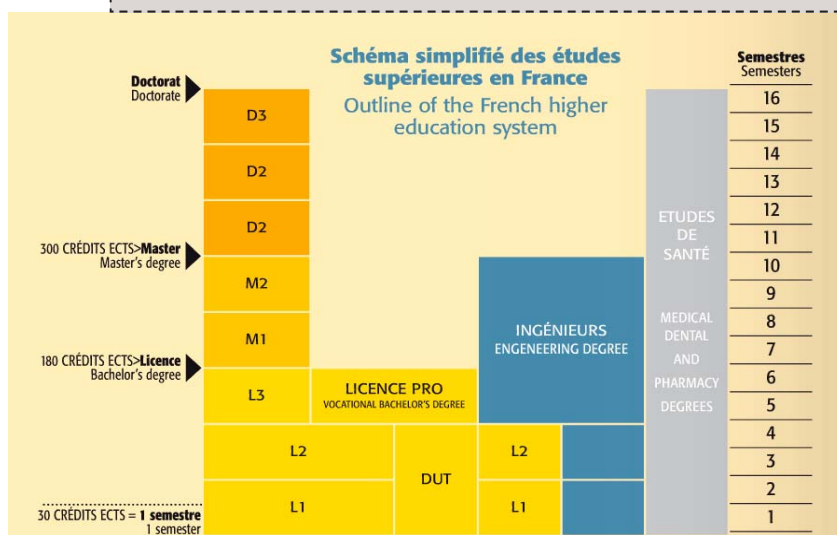 Schéma simplifié des études
supérieures en France
Outline of the French higher
education system
Semestres
Semesters
Doctorat
Doctorate
300 CRÉDITS ECTS>Master
Master's degree
180 CRÉDITS ECTS>Licence
Bachelor's degree
30 CRÉDITS ECTS = 1 semestre
1 semester
D3
D2
D2
M2
M1
L3
L2
L1
LICENCE PRO
VOCATIONAL BACHELOR'S DEGREE
DUT
L2
L1
INGÉNIEURS
ENGENEERING DEGREE
ETUDES
DE
SANTÉ
MEDICAL
DENTAL
AND
PHARMACY
DEGREES
16
15
14
13
12
11
10
9
8
7
6
5
4
3
2
1